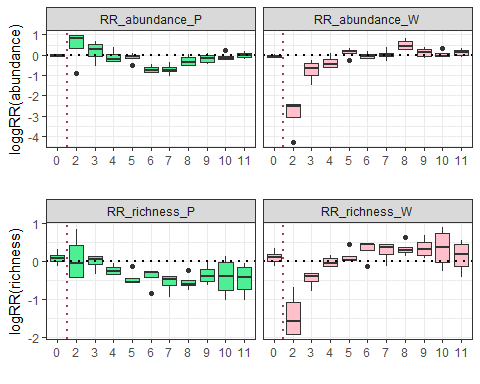 RR_abundance_P RR_abundance_W
loggRR(abundance)
1
0
-1
-2
-3
-4
0 2 3 4 5 6 7 8 9 10 11 0 2 3 4 5 6 7 8 9 10 11
RR_richness_P RR_richness_W
logRR(richness)
1
0
-1
-2
0 2 3 4 5 6 7 8 9 10 11 0 2 3 4 5 6 7 8 9 10 11